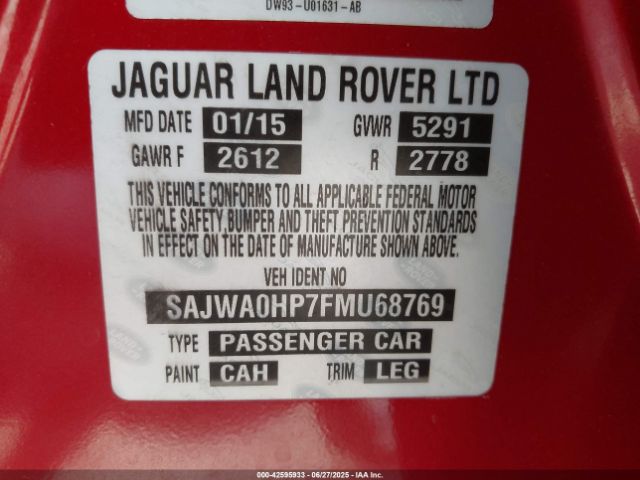 DW93-U01631-AB
JAGUAR LAND ROVER LTD
MFD DATE 01/15 GVWR 5291
GAWR F 2612 R 2778
THIS VEHICLE CONFORMS TO ALL APPLICABLE FEDERAL MOTOR
VEHICLE SAFETY,BUMPER AND THEFT PREVENTION STANDARDS
IN EFFECT ON THE DATE OF MANUFACTURE SHOWN ABOVE.
VEH IDENT NO
SAJWA0HP7FMU68769
TYPE PASSENGER CAR
PAINT CAH TRIM LEG
000-42595933 - 06/27/2025 - IAA Inc.